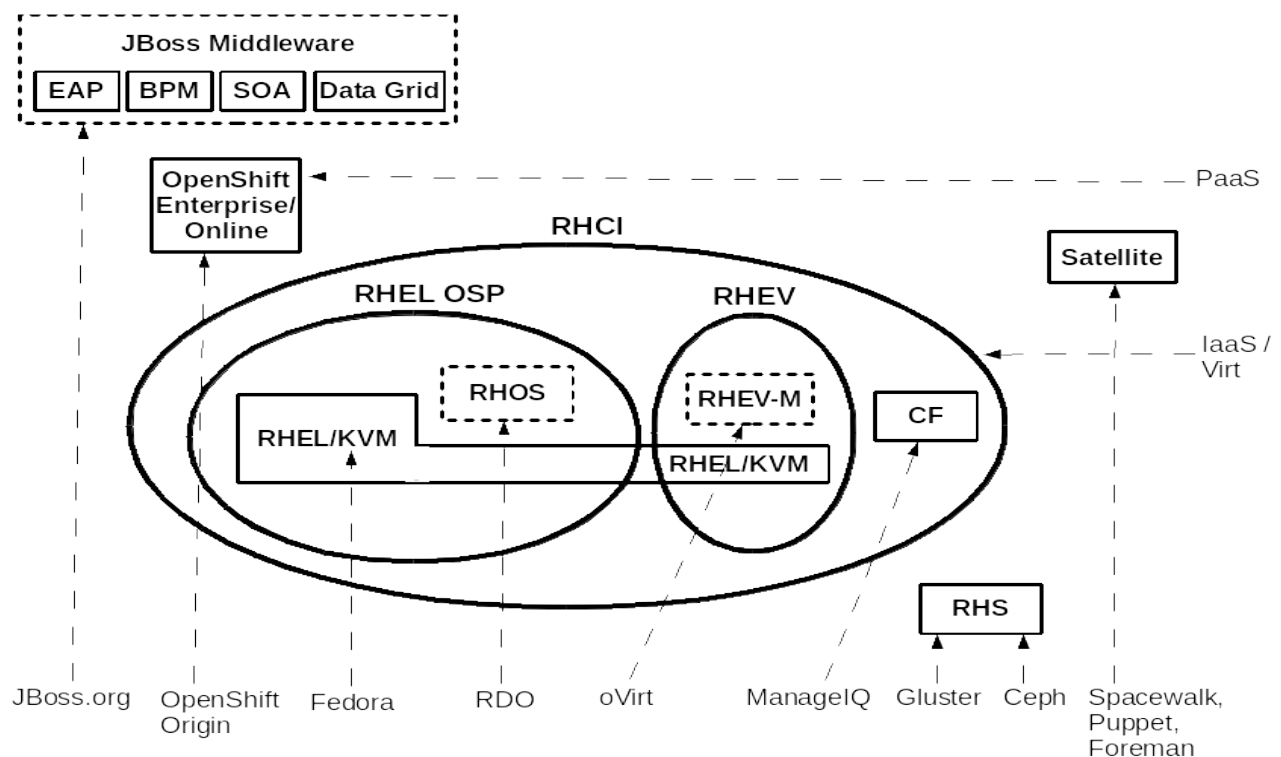 JBoss Middleware
EAP
BPM
SOA
Data Grid
OpenShift
Enterprise/
Online
PaaS
RHCI
Satellite
RHEL OSP
RHEV
IaaS /
Virt
RHOS
RHEV-M
CF
RHEL/KVM
RHEL/KVM
RHS
JBoss.org
OpenShift
Origin
Fedora
RDO
oVirt
ManageIQ
Gluster
Ceph
Spacewalk,
Puppet,
Foreman